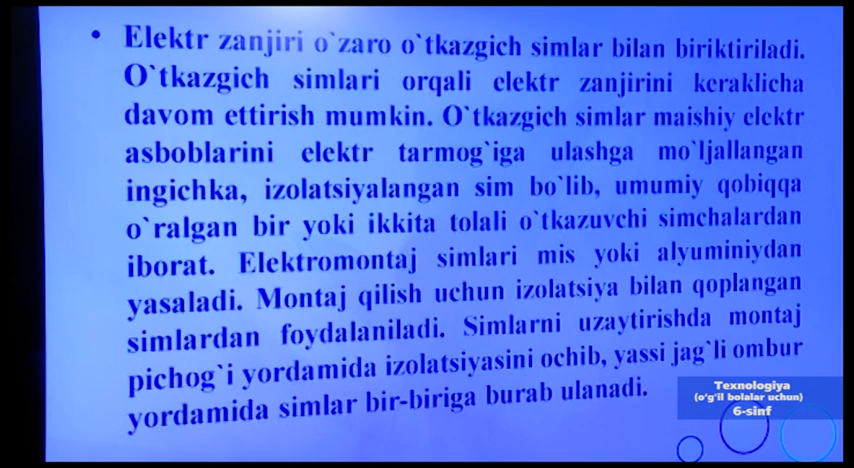 • Elektr zanjiri o`zaro o`tkazgich simlar bilan biriktiriladi.
O`tkazgich simlari orqali elektr zanjirini keraklicha
davom ettirish mumkin. O`tkazgich simlar maishiy elektr
asboblarini elektr tarmog`iga ulashga mo`ljallangan
ingichka, izolatsiyalangan sim bo`lib, umumiy qobiqqa
o`ralgan bir yoki ikkita tolali o`tkazuvchi simchalardan
iborat. Elektromontaj simlari mis yoki alyuminiydan
yasaladi. Montaj qilish uchun izolatsiya bilan qoplangan
simlardan foydalaniladi. Simlarni uzaytirishda montaj
pichog`i yordamida izolatsiyasini ochib, yassi jag`li ombur
yordamida simlar bir-biriga burab ulanadi.
Texnologiya
(o'g'il bolalar uchun)
6-sinf